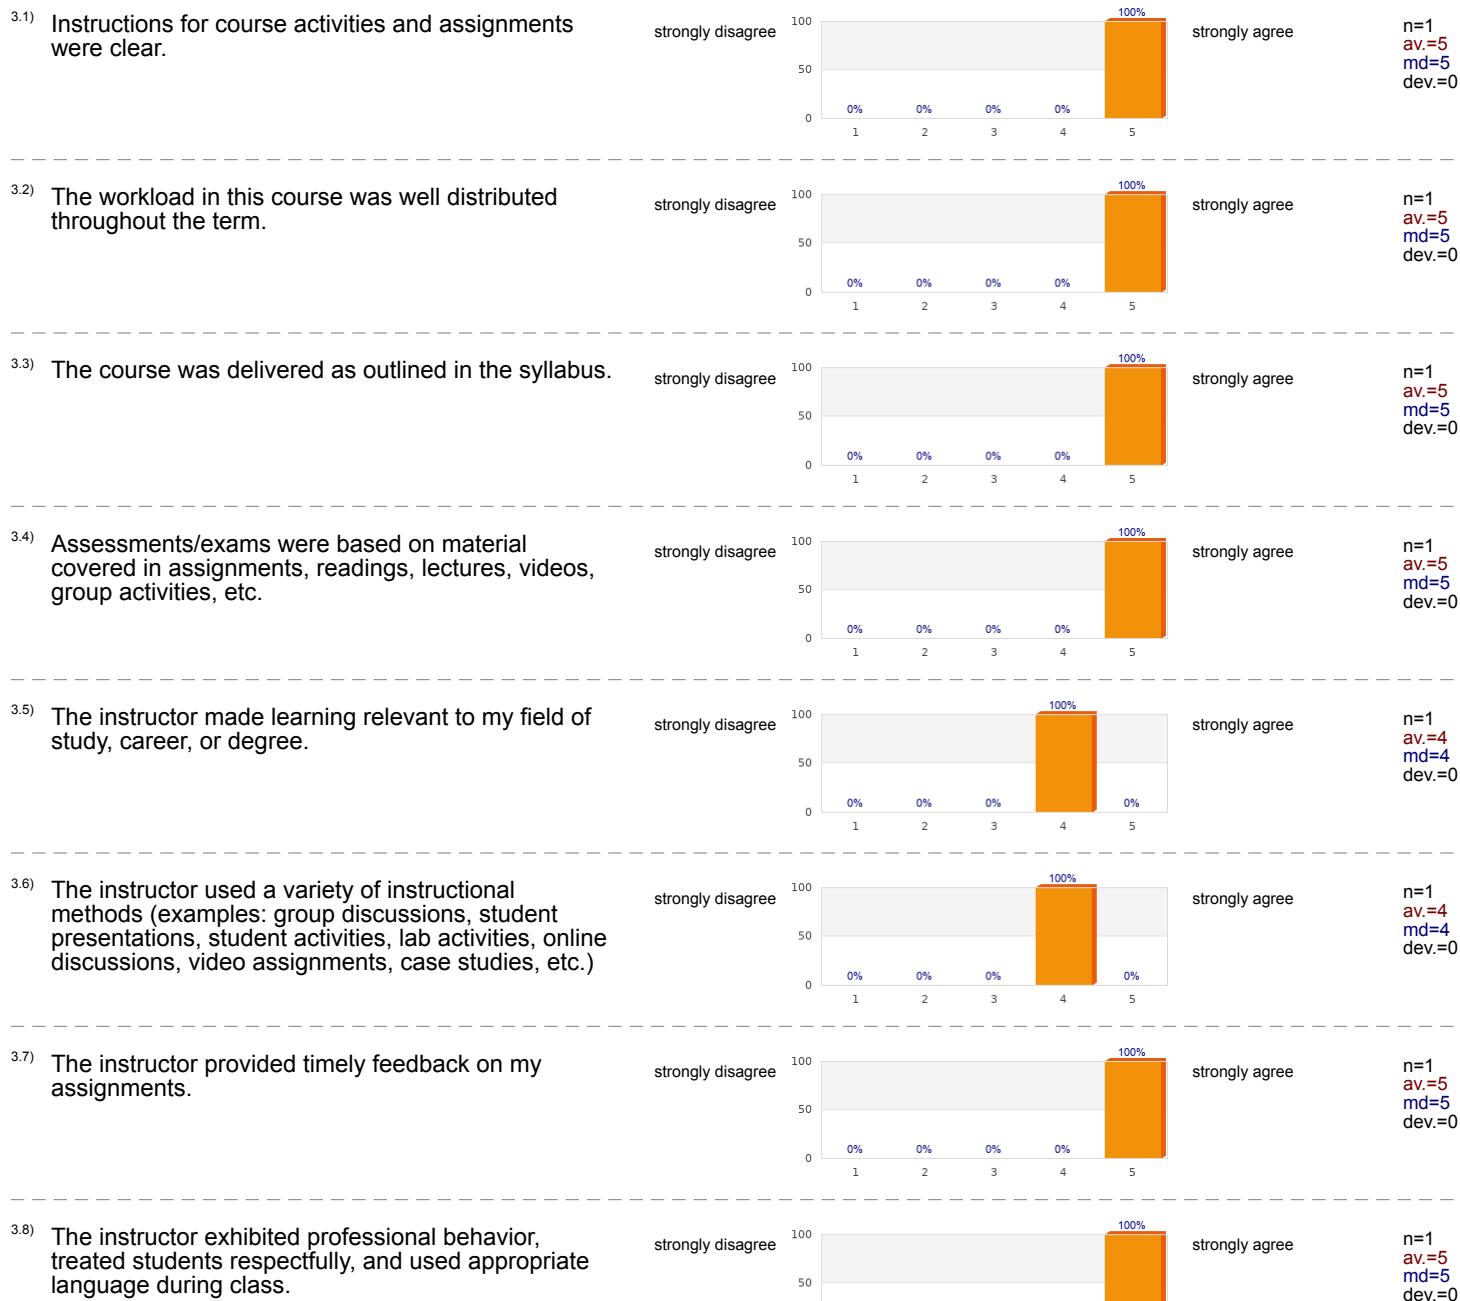 3.1) Instructions for course activities and assignments
were clear.
strongly disagree
100
50
0
0% 0% 0% 0% 100%
1 2 3 4 5
strongly agree
n=1
av.=5
md=5
dev.=0
3.2) The workload in this course was well distributed
throughout the term.
strongly disagree
100
50
0
0% 0% 0% 0% 100%
1 2 3 4 5
strongly agree
n=1
av.=5
md=5
dev.=0
3.3) The course was delivered as outlined in the syllabus.
strongly disagree
100
50
0
0% 0% 0% 0% 100%
1 2 3 4 5
strongly agree
n=1
av.=5
md=5
dev.=0
3.4) Assessments/exams were based on material
covered in assignments, readings, lectures, videos,
group activities, etc.
strongly disagree
100
50
0
0% 0% 0% 0% 100%
1 2 3 4 5
strongly agree
n=1
av.=5
md=5
dev.=0
3.5) The instructor made learning relevant to my field of
study, career, or degree.
strongly disagree
100
50
0
0% 0% 0% 100% 0%
1 2 3 4 5
strongly agree
n=1
av.=4
md=4
dev.=0
3.6) The instructor used a variety of instructional
methods (examples: group discussions, student
presentations, student activities, lab activities, online
discussions, video assignments, case studies, etc.)
strongly disagree
100
50
0
0% 0% 0% 100% 0%
1 2 3 4 5
strongly agree
n=1
av.=4
md=4
dev.=0
3.7) The instructor provided timely feedback on my
assignments.
strongly disagree
100
50
0
0% 0% 0% 0% 100%
1 2 3 4 5
strongly agree
n=1
av.=5
md=5
dev.=0
3.8) The instructor exhibited professional behavior,
treated students respectfully, and used appropriate
language during class.
strongly disagree
100
50
100%
strongly agree
n=1
av.=5
md=5
dev.=0